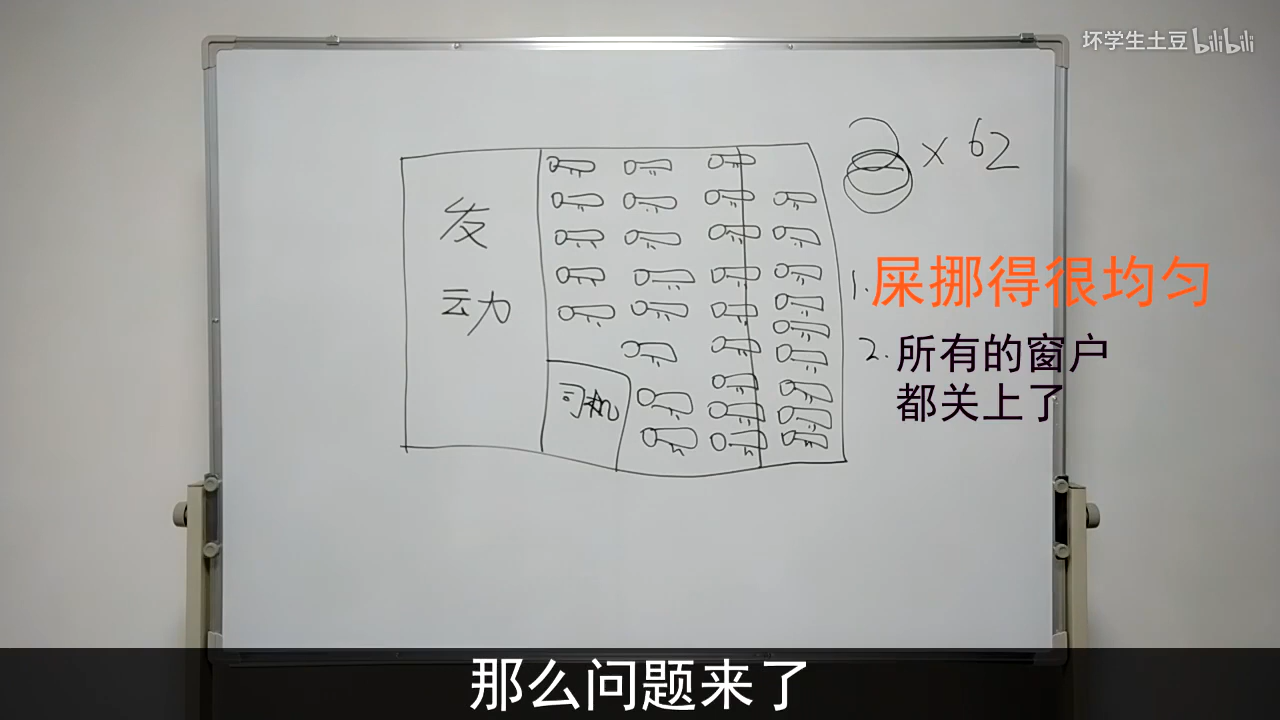 坏学生土豆 bilibili
2 x 62
发
动
司机
1. 屎挪得很均匀
2. 所有的窗户
都关上了
那么问题来了